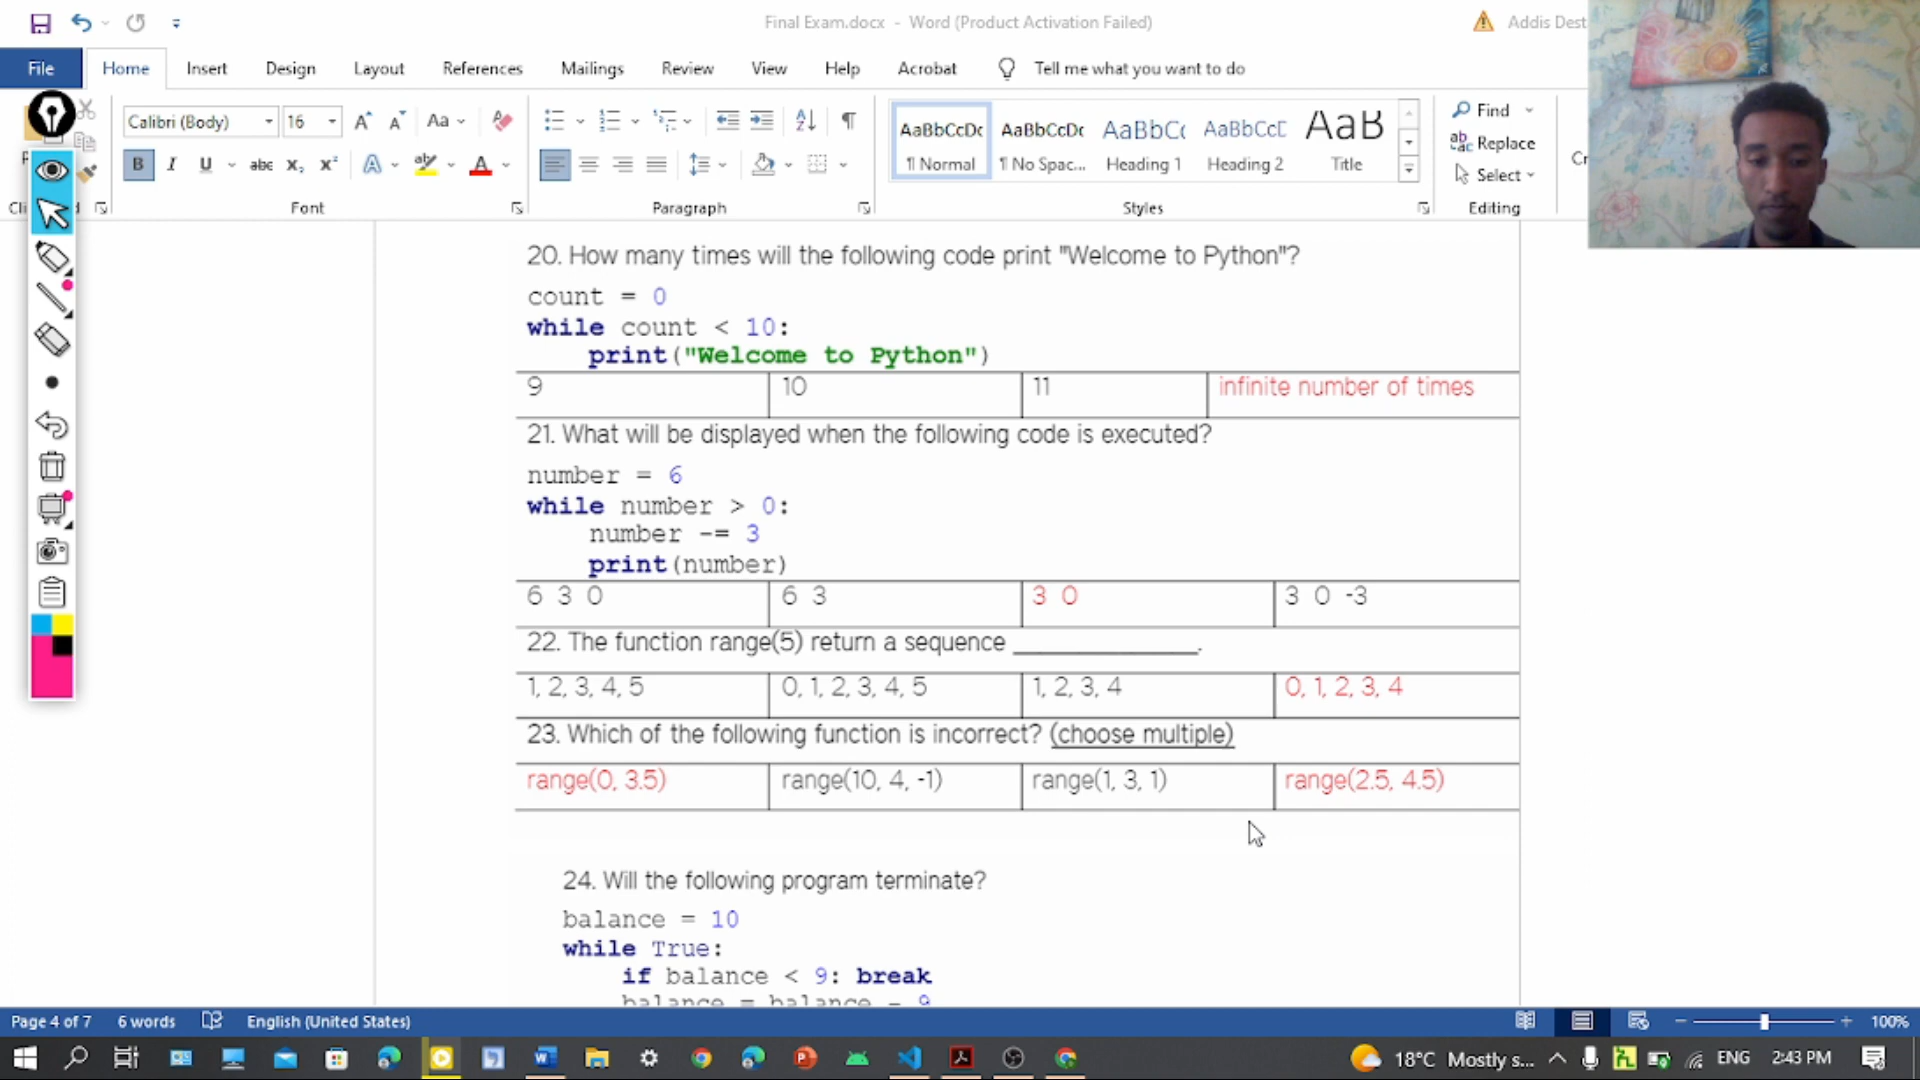 Final Exam.docx - Word (Product Activation Failed)
Addis Dest
File Home Insert Design Layout References Mailings Review View Help Acrobat Tell me what you want to do
Calibri (Body) 16 Aa
B I U abc x₂ x² A A
AaBbCcDc AaBbCcDc AaBbC( AaBbCcD AaB
¶ Normal ¶ No Spac... Heading 1 Heading 2 Title
Find
Replace
Select
Font Paragraph Styles Editing
20. How many times will the following code print "Welcome to Python"?
count = 0
while count < 10:
print("Welcome to Python")
9 10 11 infinite number of times
21. What will be displayed when the following code is executed?
number = 6
while number > 0:
number -= 3
print(number)
6 3 0 6 3 3 0 3 0 -3
22. The function range(5) return a sequence ______________.
1, 2, 3, 4, 5 0, 1, 2, 3, 4, 5 1, 2, 3, 4 0, 1, 2, 3, 4
23. Which of the following function is incorrect? (choose multiple)
range(0, 3.5) range(10, 4, -1) range(1, 3, 1) range(2.5, 4.5)
24. Will the following program terminate?
balance = 10
while True:
if balance < 9: break
balance = balance - 9
Page 4 of 7 6 words English (United States) 100%
18°C Mostly s... ENG 2:43 PM